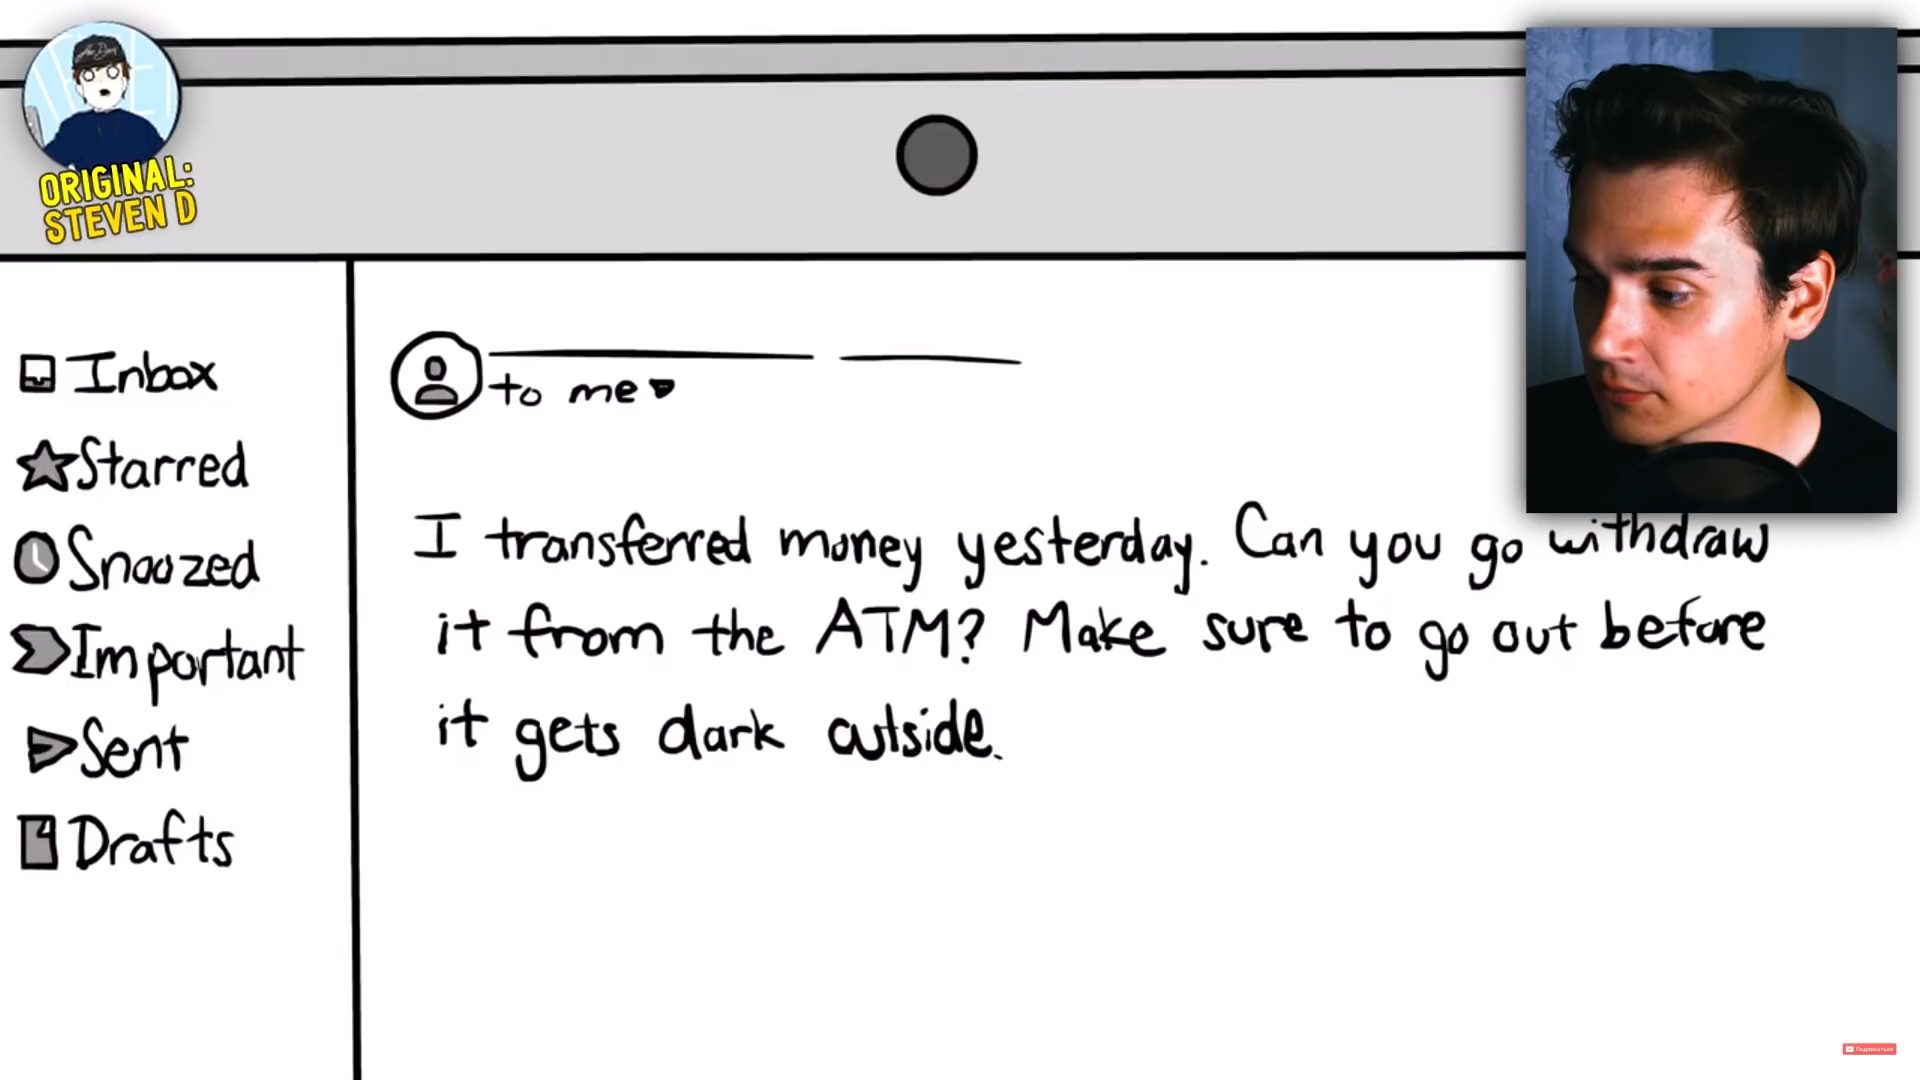 ORIGINAL:
STEVEN D
Inbox
Starred
Snoozed
Important
Sent
Drafts
to me
I transferred money yesterday. Can you go withdraw
it from the ATM? Make sure to go out before
it gets dark outside.
Подписаться